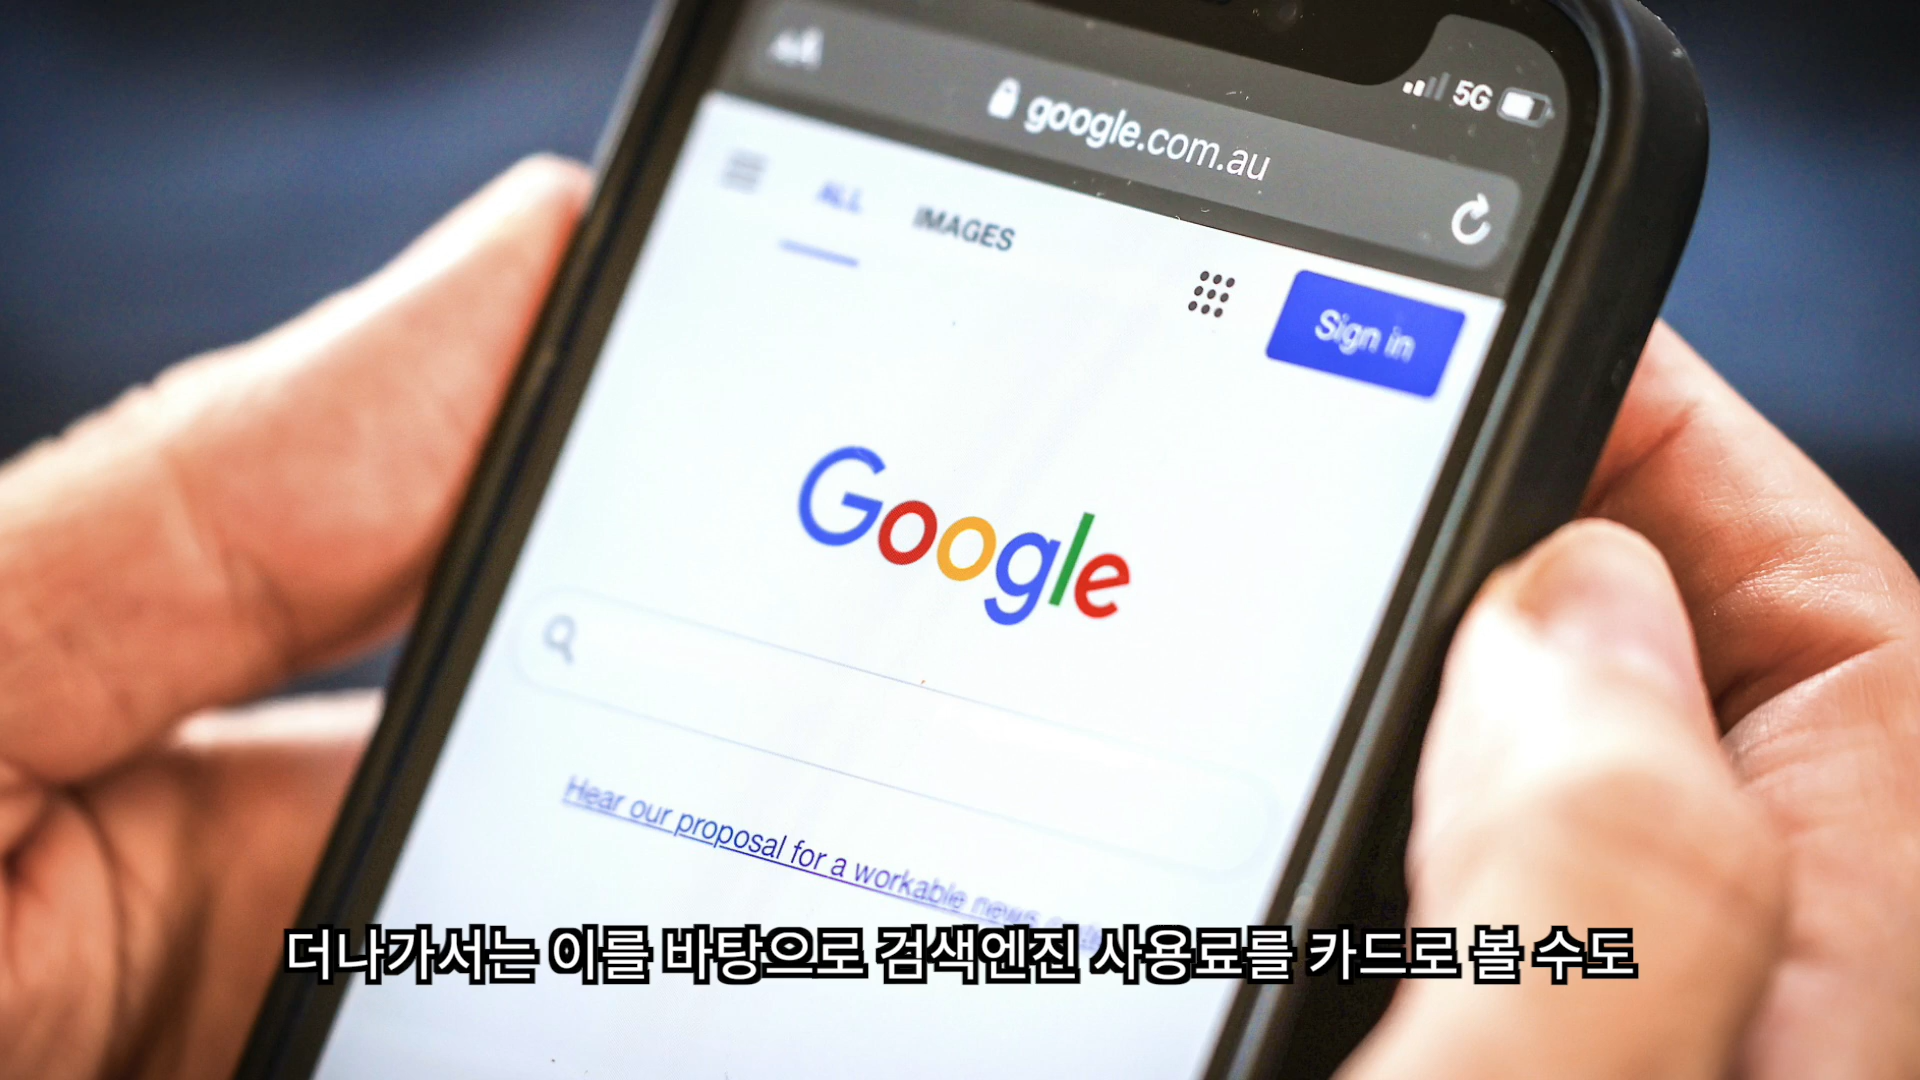 5G
google.com.au
ALL
IMAGES
Sign in
Google
Hear our proposal for a workable news
더나가서는 이를 바탕으로 검색엔진 사용료를 카드로 볼 수도